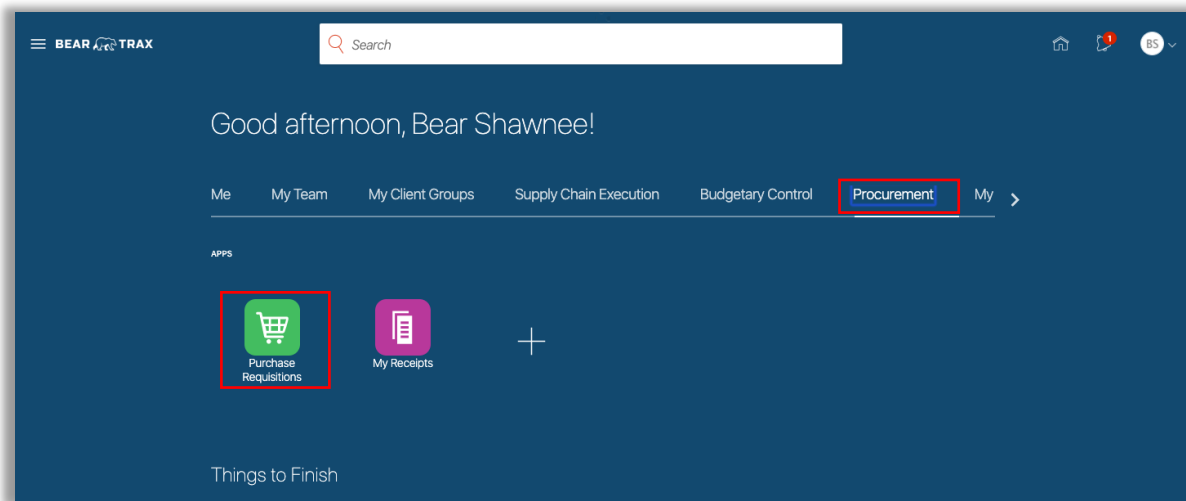 BEAR TRAX
Search
1
BS
Good afternoon, Bear Shawnee!
Me My Team My Client Groups Supply Chain Execution Budgetary Control Procurement My
APPS
Purchase
Requisitions
My Receipts
Things to Finish